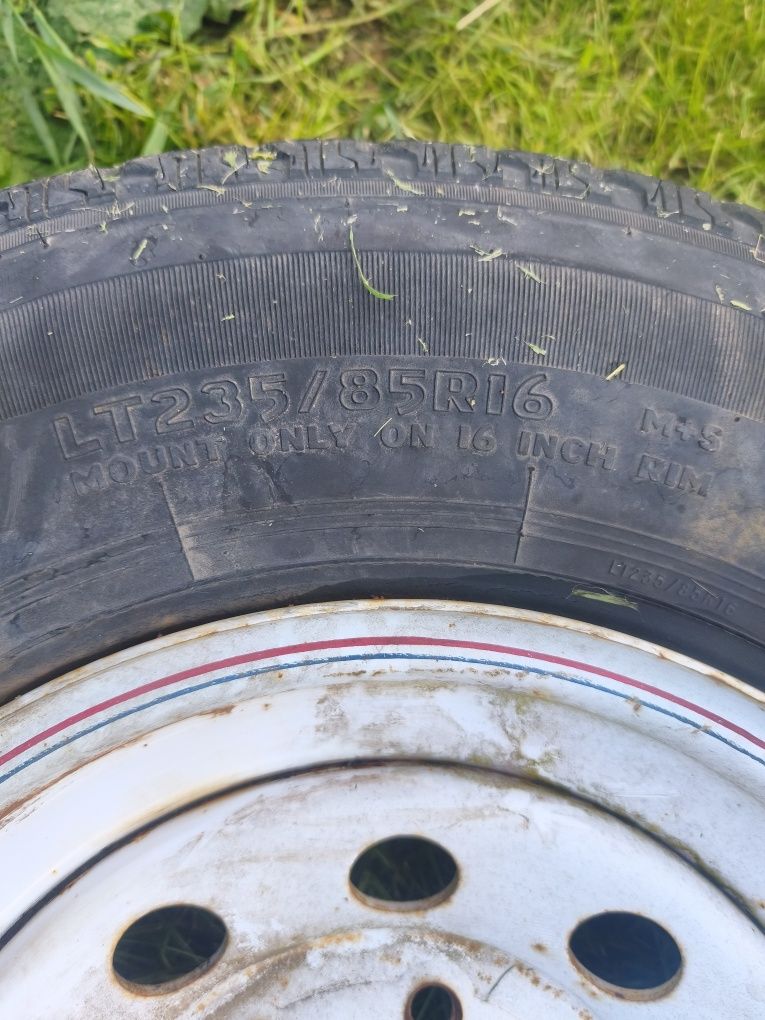 LT235/85R16 M+S
MOUNT ONLY ON 16 INCH RIM
LT235/85R16